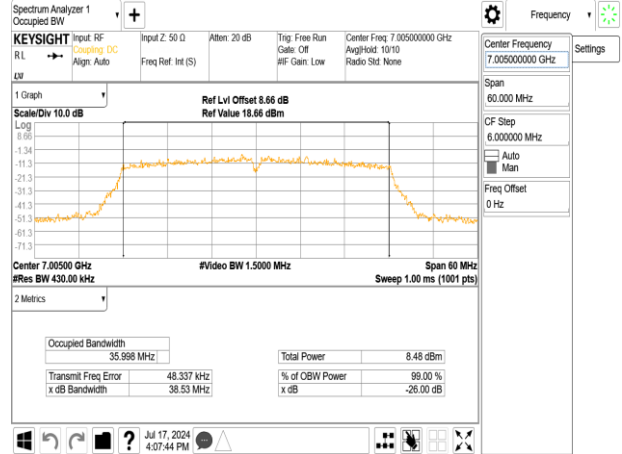 Spectrum Analyzer 1
Occupied BW
KEYSIGHT
RL
LXI
Input: RF
Coupling: DC
Align: Auto
Input Z: 50 Ω
Freq Ref: Int (S)
Atten: 20 dB
Trig: Free Run
Gate: Off
#IF Gain: Low
Center Freq: 7.005000000 GHz
Avg|Hold: 10/10
Radio Std: None
Frequency
Center Frequency
7.005000000 GHz
Settings
Span
60.000 MHz
CF Step
6.000000 MHz
Auto
Man
Freq Offset
0 Hz
1 Graph
Scale/Div 10.0 dB
Ref Lvl Offset 8.66 dB
Ref Value 18.66 dBm
Log
8.66
-1.34
-11.3
-21.3
-31.3
-41.3
-51.3
-61.3
-71.3
Center 7.00500 GHz
#Video BW 1.5000 MHz
Span 60 MHz
#Res BW 430.00 kHz
Sweep 1.00 ms (1001 pts)
2 Metrics
Occupied Bandwidth
35.998 MHz
Total Power 8.48 dBm
Transmit Freq Error 48.337 kHz
% of OBW Power 99.00 %
x dB Bandwidth 38.53 MHz
x dB -26.00 dB
Jul 17, 2024
4:07:44 PM